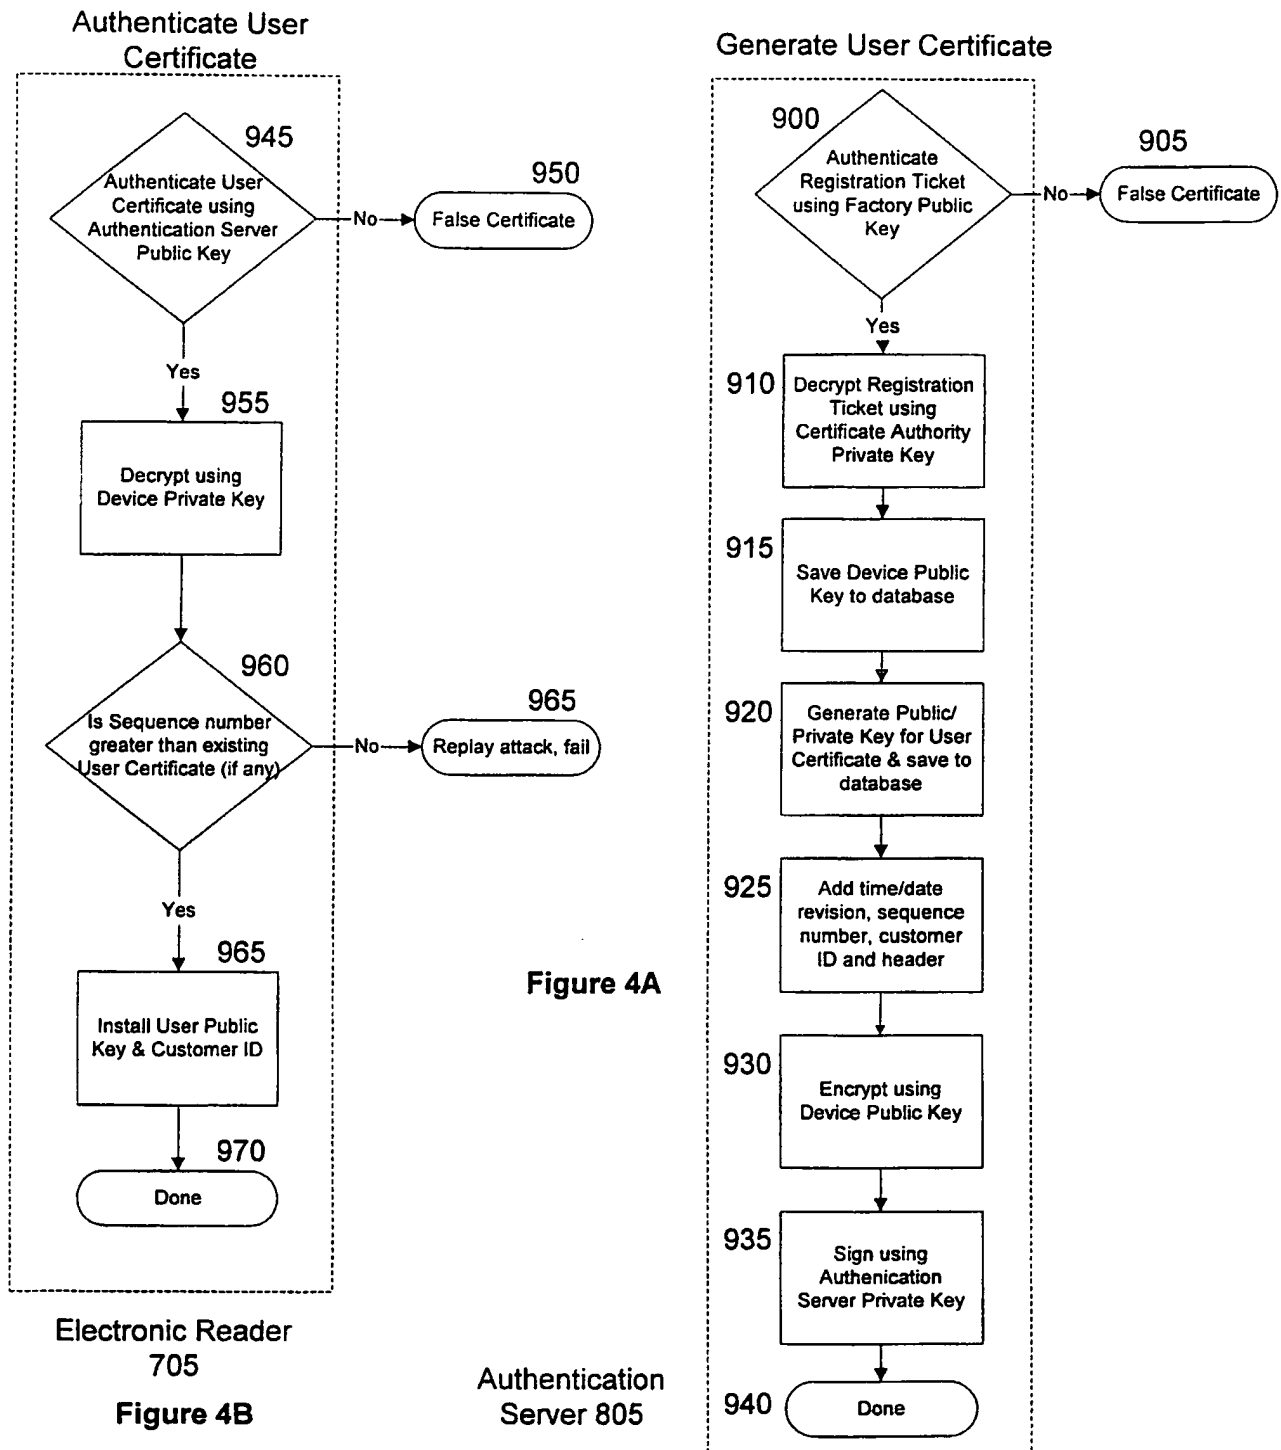 Authenticate User
Certificate
945
Authenticate User
Certificate using
Authentication Server
Public Key
No
950
False Certificate
Yes
955
Decrypt using
Device Private Key
960
Is Sequence number
greater than existing
User Certificate (if any)
No
965
Replay attack, fail
Yes
965
Install User Public
Key & Customer ID
970
Done
Electronic Reader
705
Figure 4B
Generate User Certificate
900
Authenticate
Registration Ticket
using Factory Public
Key
No
905
False Certificate
Yes
910
Decrypt Registration
Ticket using
Certificate Authority
Private Key
915
Save Device Public
Key to database
920
Generate Public/
Private Key for User
Certificate & save to
database
925
Add time/date
revision, sequence
number, customer
ID and header
Figure 4A
930
Encrypt using
Device Public Key
935
Sign using
Authenication
Server Private Key
940
Done
Authentication
Server 805